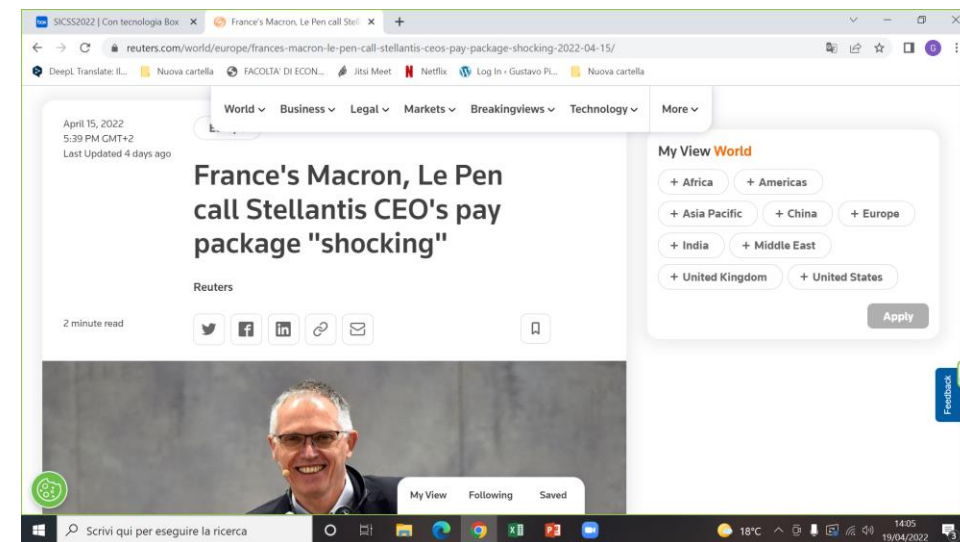 SICSS2022 | Con tecnologia Box
France's Macron, Le Pen call Stell
reuters.com/world/europe/frances-macron-le-pen-call-stellantis-ceos-pay-package-shocking-2022-04-15/
DeepL Translate: Il... Nuova cartella FACOLTA' DI ECON... Jitsi Meet Netflix Log In ‹ Gustavo Pi... Nuova cartella
World Business Legal Markets Breakingviews Technology More
April 15, 2022
5:39 PM GMT+2
Last Updated 4 days ago
France's Macron, Le Pen
call Stellantis CEO's pay
package "shocking"
Reuters
2 minute read
My View World
+ Africa + Americas
+ Asia Pacific + China + Europe
+ India + Middle East
+ United Kingdom + United States
Apply
Feedback
My View Following Saved
Scrivi qui per eseguire la ricerca
18°C
14:05
19/04/2022